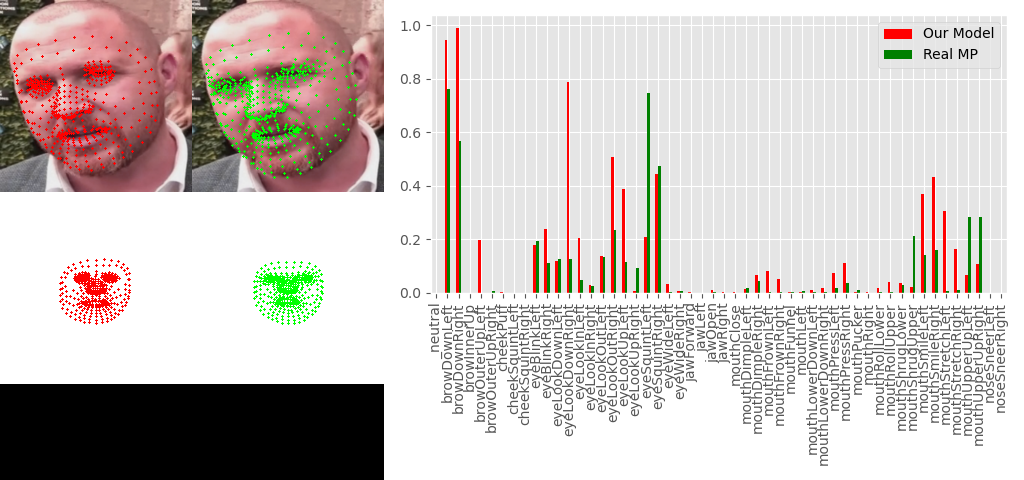 1.0
0.8
0.6
0.4
0.2
0.0
Our Model
Real MP
neutral
browDownLeft
browDownRight
browInnerUp
browOuterUpLeft
browOuterUpRight
cheekPuff
cheekSquintLeft
cheekSquintRight
eyeBlinkLeft
eyeBlinkRight
eyeLookDownLeft
eyeLookDownRight
eyeLookInLeft
eyeLookInRight
eyeLookOutLeft
eyeLookOutRight
eyeLookUpLeft
eyeLookUpRight
eyeSquintLeft
eyeSquintRight
eyeWideLeft
eyeWideRight
jawForward
jawLeft
jawOpen
jawRight
mouthClose
mouthDimpleLeft
mouthDimpleRight
mouthFrownLeft
mouthFrownRight
mouthFunnel
mouthLeft
mouthLowerDownLeft
mouthLowerDownRight
mouthPressLeft
mouthPressRight
mouthPucker
mouthRight
mouthRollLower
mouthRollUpper
mouthShrugLower
mouthShrugUpper
mouthSmileLeft
mouthSmileRight
mouthStretchLeft
mouthStretchRight
mouthUpperUpLeft
mouthUpperUpRight
noseSneerLeft
noseSneerRight